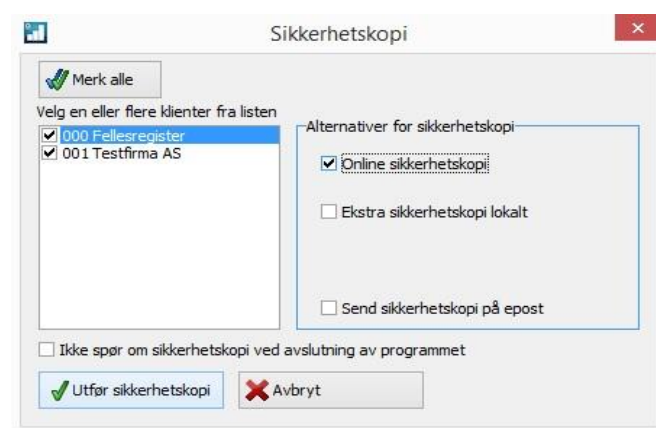 Sikkerhetskopi
Merk alle
Velg en eller flere klienter fra listen
000 Fellesregister
001 Testfirma AS
Alternativer for sikkerhetskopi
Online sikkerhetskopi
Ekstra sikkerhetskopi lokalt
Send sikkerhetskopi på epost
Ikke spør om sikkerhetskopi ved avslutning av programmet
Utfør sikkerhetskopi
Avbryt